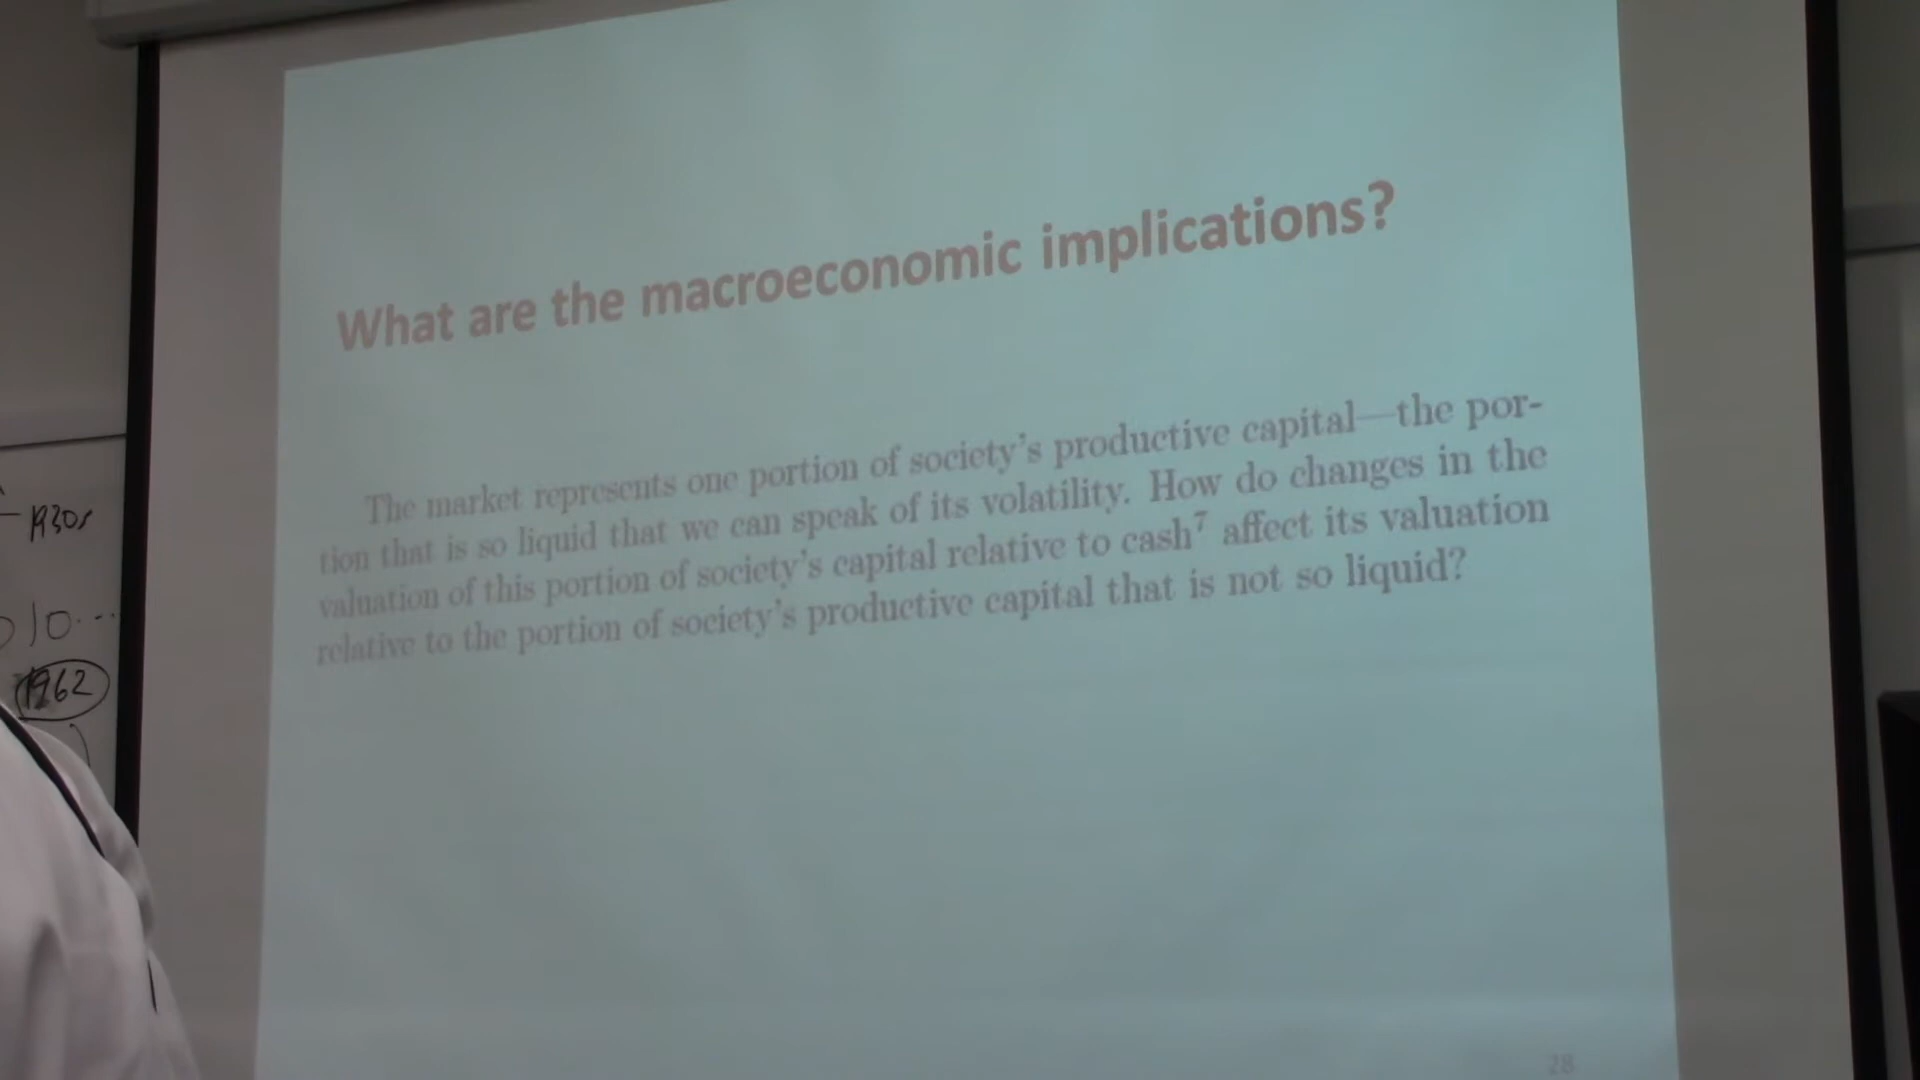 What are the macroeconomic implications?
The market represents one portion of society's productive capital—the por-
tion that is so liquid that we can speak of its volatility. How do changes in the
valuation of this portion of society's capital relative to cash⁷ affect its valuation
relative to the portion of society's productive capital that is not so liquid?
28
1930s
10...
1962